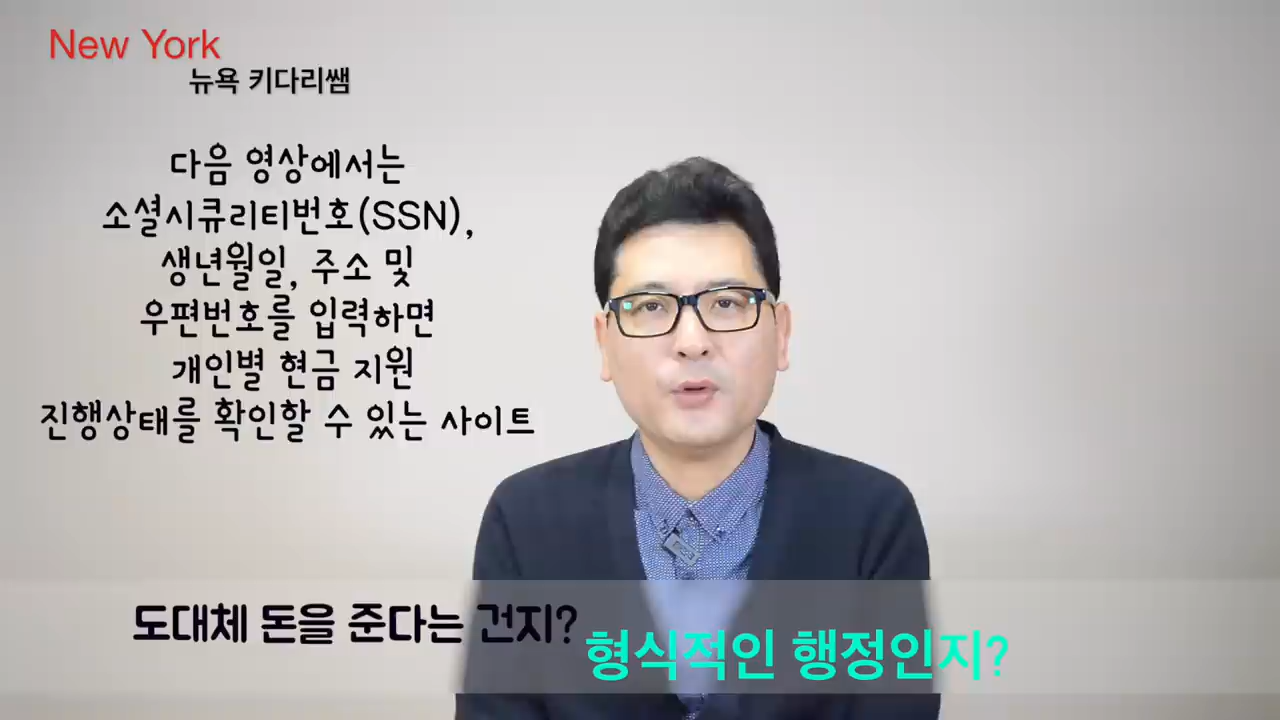 New York
뉴욕 키다리쌤
다음 영상에서는
소셜시큐리티번호(SSN),
생년월일, 주소 및
우편번호를 입력하면
개인별 현금 지원
진행상태를 확인할 수 있는 사이트
도대체 돈을 준다는 건지?
형식적인 행정인지?